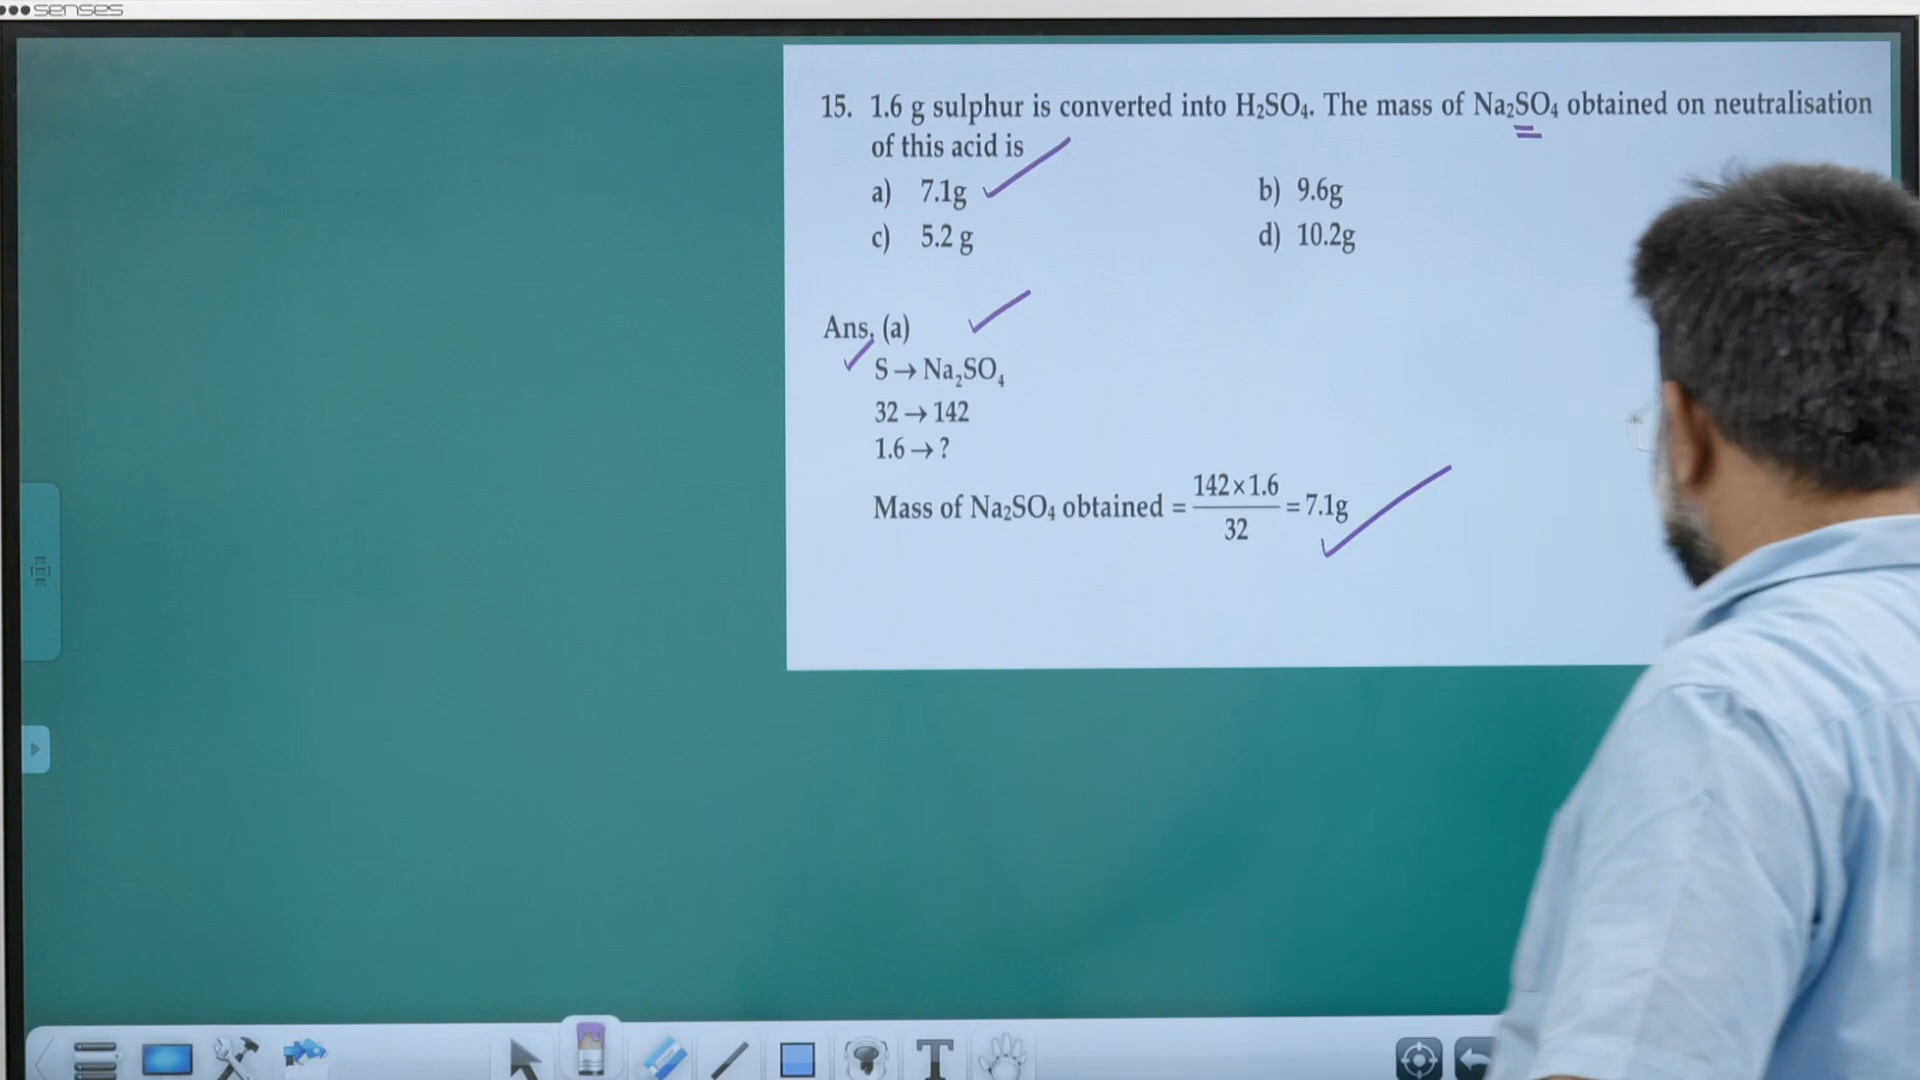 senses
15. 1.6 g sulphur is converted into H₂SO₄. The mass of Na₂SO₄ obtained on neutralisation
of this acid is
a) 7.1g b) 9.6g
c) 5.2 g d) 10.2g
Ans. (a)
S → Na₂SO₄
32 → 142
1.6 → ?
Mass of Na₂SO₄ obtained = 142×1.6 / 32 = 7.1g
T